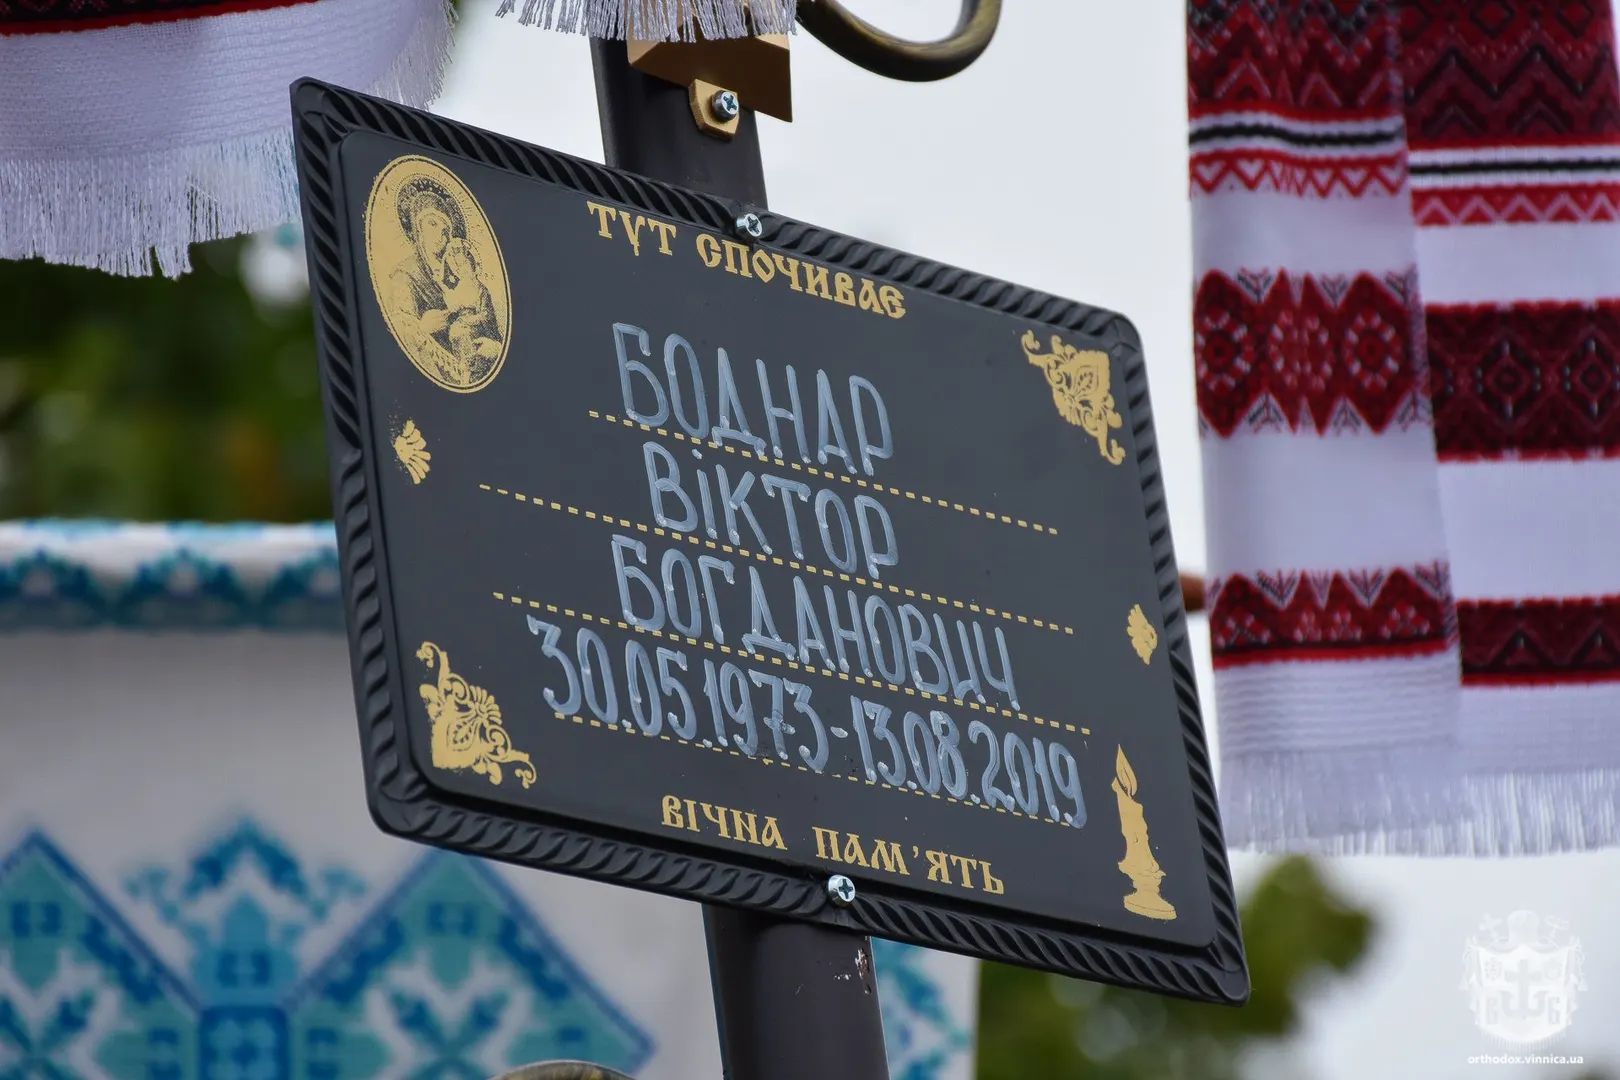 ТУТ СПОЧИВАЄ
БОДНАР
ВІКТОР
БОГДАНОВИЧ
30.05.1973-13.08.2019
ВІЧНА ПАМ'ЯТЬ
orthodox.vinnica.ua